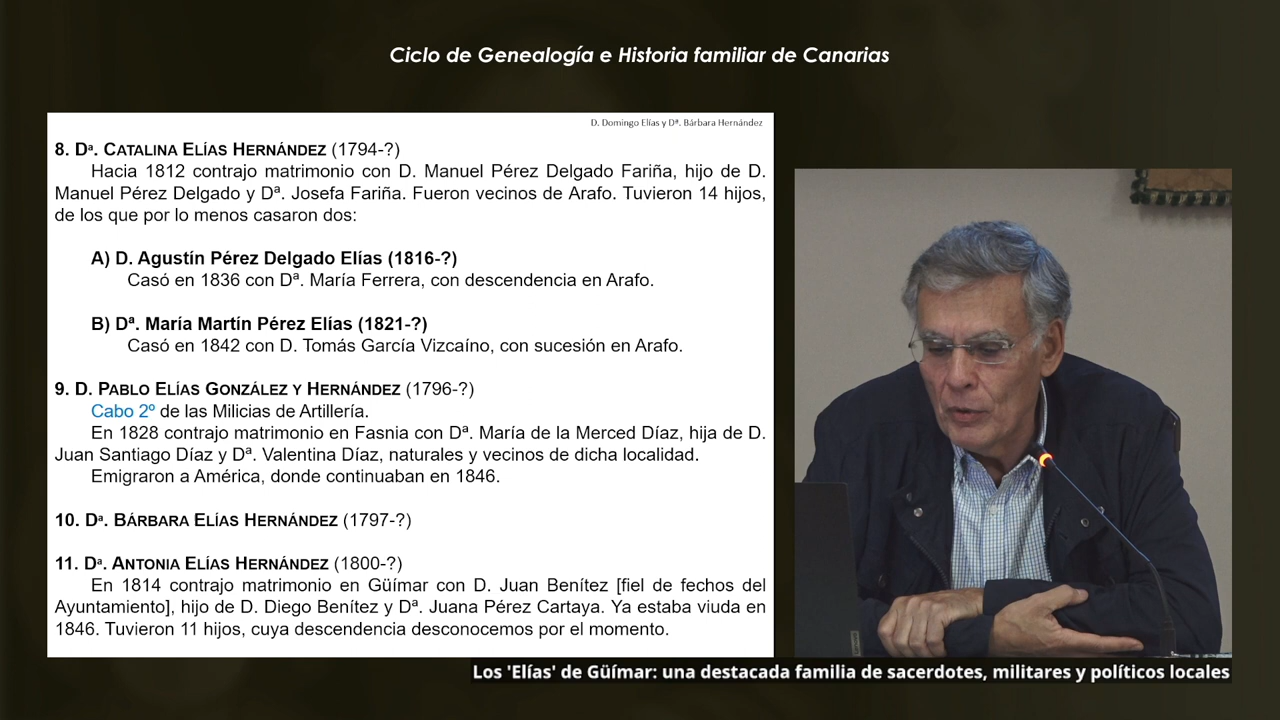 Ciclo de Genealogía e Historia familiar de Canarias
D. Domingo Elías y Dª. Bárbara Hernández
8. Dª. CATALINA ELÍAS HERNÁNDEZ (1794-?)
Hacia 1812 contrajo matrimonio con D. Manuel Pérez Delgado Fariña, hijo de D.
Manuel Pérez Delgado y Dª. Josefa Fariña. Fueron vecinos de Arafo. Tuvieron 14 hijos,
de los que por lo menos casaron dos:
A) D. Agustín Pérez Delgado Elías (1816-?)
Casó en 1836 con Dª. María Ferrera, con descendencia en Arafo.
B) Dª. María Martín Pérez Elías (1821-?)
Casó en 1842 con D. Tomás García Vizcaíno, con sucesión en Arafo.
9. D. PABLO ELÍAS GONZÁLEZ Y HERNÁNDEZ (1796-?)
Cabo 2º de las Milicias de Artillería.
En 1828 contrajo matrimonio en Fasnia con Dª. María de la Merced Díaz, hija de D.
Juan Santiago Díaz y Dª. Valentina Díaz, naturales y vecinos de dicha localidad.
Emigraron a América, donde continuaban en 1846.
10. Dª. BÁRBARA ELÍAS HERNÁNDEZ (1797-?)
11. Dª. ANTONIA ELÍAS HERNÁNDEZ (1800-?)
En 1814 contrajo matrimonio en Güímar con D. Juan Benítez [fiel de fechos del
Ayuntamiento], hijo de D. Diego Benítez y Dª. Juana Pérez Cartaya. Ya estaba viuda en
1846. Tuvieron 11 hijos, cuya descendencia desconocemos por el momento.
Los 'Elías' de Güímar: una destacada familia de sacerdotes, militares y políticos locales